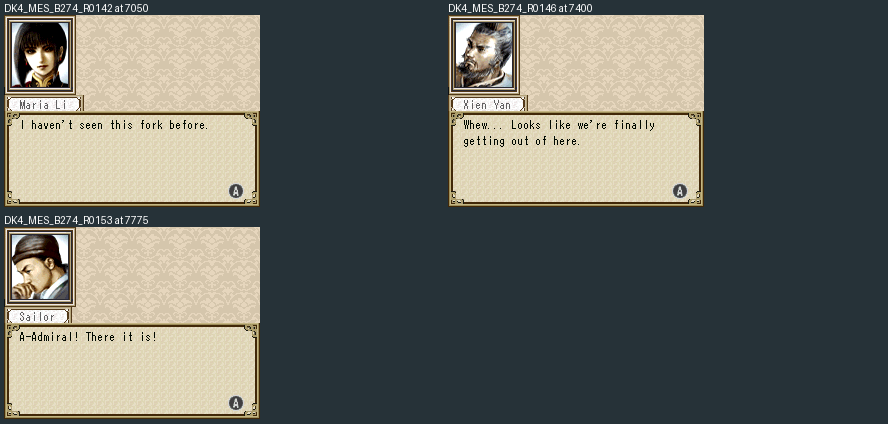 DK4_MES_B274_R0142 at 7050
Maria Li
I haven't seen this fork before.
A
DK4_MES_B274_R0146 at 7400
Xien Yan
Whew... Looks like we're finally
getting out of here.
A
DK4_MES_B274_R0153 at 7775
Sailor
A-Admiral! There it is!
A